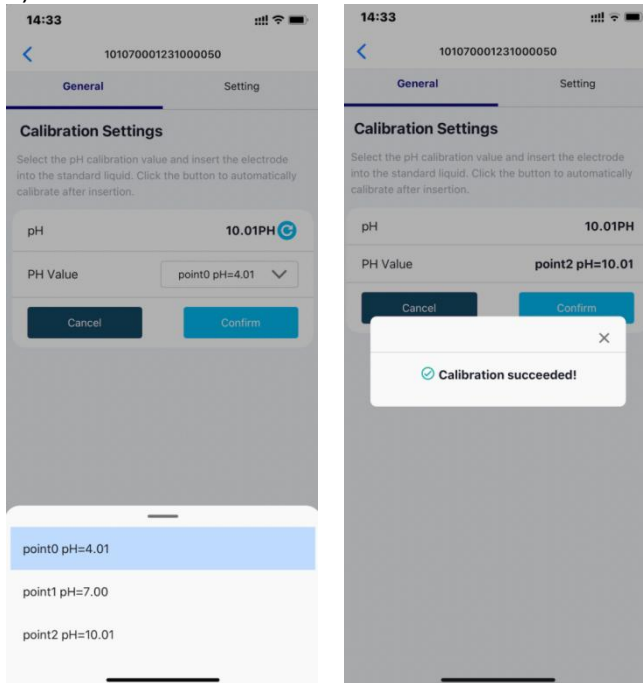 14:33
101070001231000050
General Setting
Calibration Settings
Select the pH calibration value and insert the electrode
into the standard liquid. Click the button to automatically
calibrate after insertion.
pH 10.01PH
PH Value point0 pH=4.01
Cancel Confirm
point0 pH=4.01
point1 pH=7.00
point2 pH=10.01
14:33
101070001231000050
General Setting
Calibration Settings
Select the pH calibration value and insert the electrode
into the standard liquid. Click the button to automatically
calibrate after insertion.
pH 10.01PH
PH Value point2 pH=10.01
Cancel Confirm
Calibration succeeded!